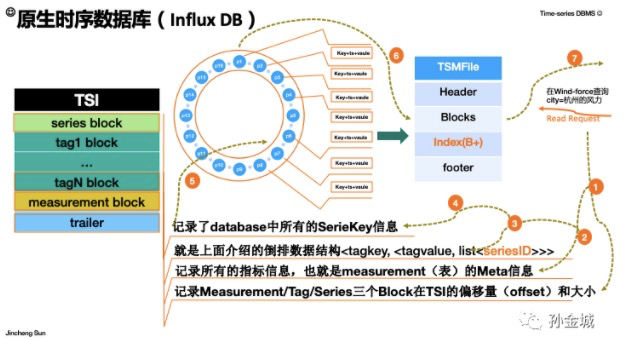 原生时序数据库（Influx DB）
Time-series DBMS
TSI
series block
tag1 block
...
tagN block
measurement block
trailer
p1
p2
p3
p4
p5
p6
p7
p8
p9
p10
p11
p12
p13
p14
p15
p16
Key+ts+vaule
Key+ts+vaule
Key+ts+vaule
Key+ts+vaule
Key+ts+vaule
Key+ts+vaule
Key+ts+vaule
TSMFile
Header
Blocks
Index(B+)
footer
在Wind-force查询
city=杭州的风力
Read Request
1
2
3
4
5
6
7
记录了database中所有的SerieKey信息
就是上面介绍的倒排数据结构<tagkey, <tagvalue, list<seriesID>>>
记录所有的指标信息，也就是measurement（表）的Meta信息
记录Measurement/Tag/Series三个Block在TSI的偏移量（offset）和大小
Jincheng Sun
孙金城